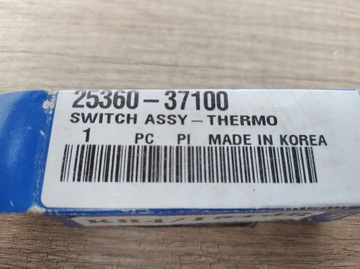 25360-37100
SWITCH ASSY-THERMO
1 PC PI MADE IN KOREA